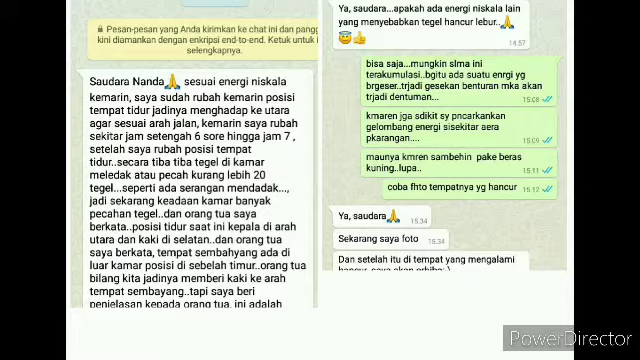 Pesan-pesan yang Anda kirimkan ke chat ini dan pangg
kini diamankan dengan enkripsi end-to-end. Ketuk untuk i
selengkapnya.
Saudara Nanda🙏 sesuai energi niskala
kemarin, saya sudah rubah kemarin posisi
tempat tidur jadinya menghadap ke utara
agar sesuai arah jalan, kemarin saya rubah
sekitar jam setengah 6 sore hingga jam 7 ,
setelah saya rubah posisi tempat
tidur..secara tiba tiba tegel di kamar
meledak atau pecah kurang lebih 20
tegel...seperti ada serangan mendadak...,
jadi sekarang keadaan kamar banyak
pecahan tegel..dan orang tua saya
berkata..posisi tidur saat ini kepala di arah
utara dan kaki di selatan..dan orang tua
saya berkata, tempat sembahyang ada di
luar kamar posisi di sebelah timur..orang tua
bilang kita jadinya memberi kaki ke arah
tempat sembayang..tapi saya beri
penjelasan kepada orang tua, ini adalah
Ya, saudara...apakah ada energi niskala lain
yang menyebabkan tegel hancur lebur..🙏
😇👍
14.57
bisa saja...mungkin slma ini
terakumulasi..bgitu ada suatu enrgi yg
brgeser..trjadi gesekan benturan mka akan
trjadi dentuman...
15.08
kmaren jga sdikit sy pncarkankan
gelombang energi sisekitar aera
pkarangan....
15.09
maunya kmren sambehin pake beras
kuning...lupa..
15.11
coba fhto tempatnya yg hancur
15.12
Ya, saudara🙏
15.34
Sekarang saya foto
15.34
Dan setelah itu di tempat yang mengalami
PowerDirector